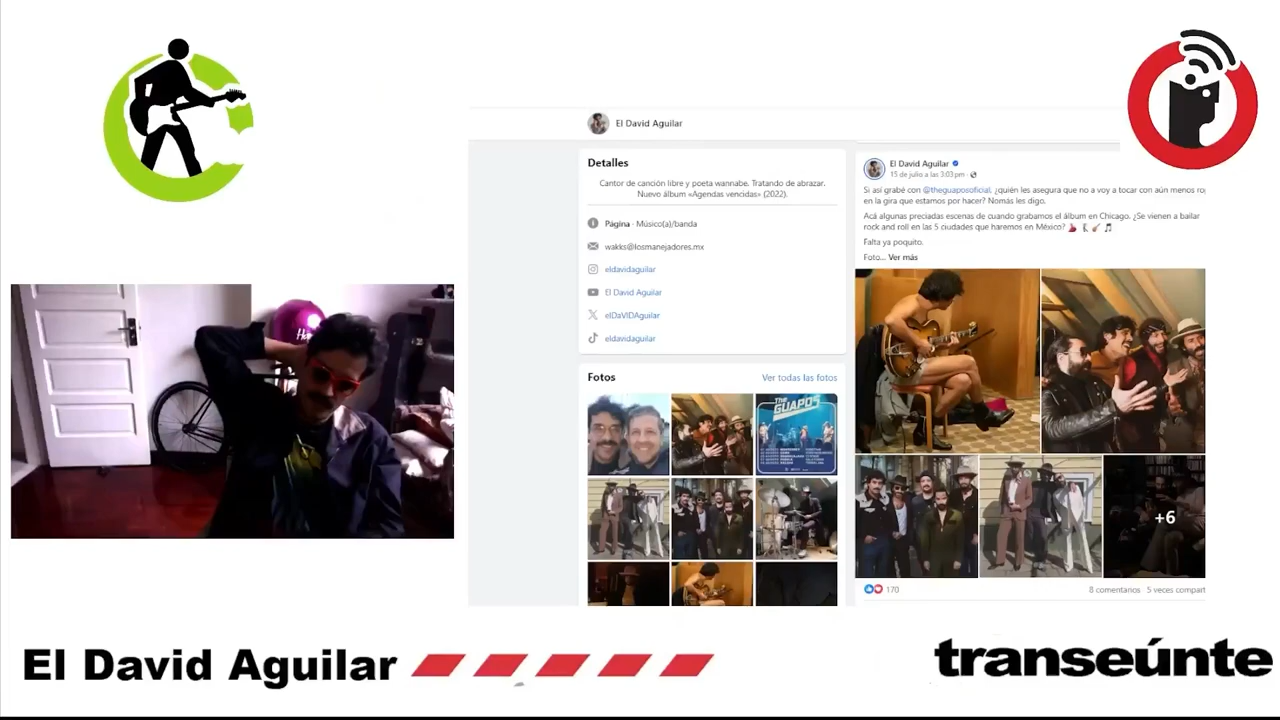 El David Aguilar
Detalles
Cantor de canción libre y poeta wannabe. Tratando de abrazar.
Nuevo álbum «Agendas vencidas» (2022).
Página · Músico(a)/banda
wakks@losmanejadores.mx
eldavidaguilar
El David Aguilar
elDaVIDAguilar
eldavidaguilar
Fotos
Ver todas las fotos
THE GUAPOS
El David Aguilar
15 de julio a las 3:03 pm ·
Si así grabé con @theguaposoficial, ¿quién les asegura que no a voy a tocar con aún menos ro
en la gira que estamos por hacer? Nomás les digo.
Acá algunas preciadas escenas de cuando grabamos el álbum en Chicago. ¿Se vienen a bailar
rock and roll en las 5 ciudades que haremos en México?
Falta ya poquito.
Foto... Ver más
+6
170
8 comentarios
5 veces compart
El David Aguilar
transeúnte